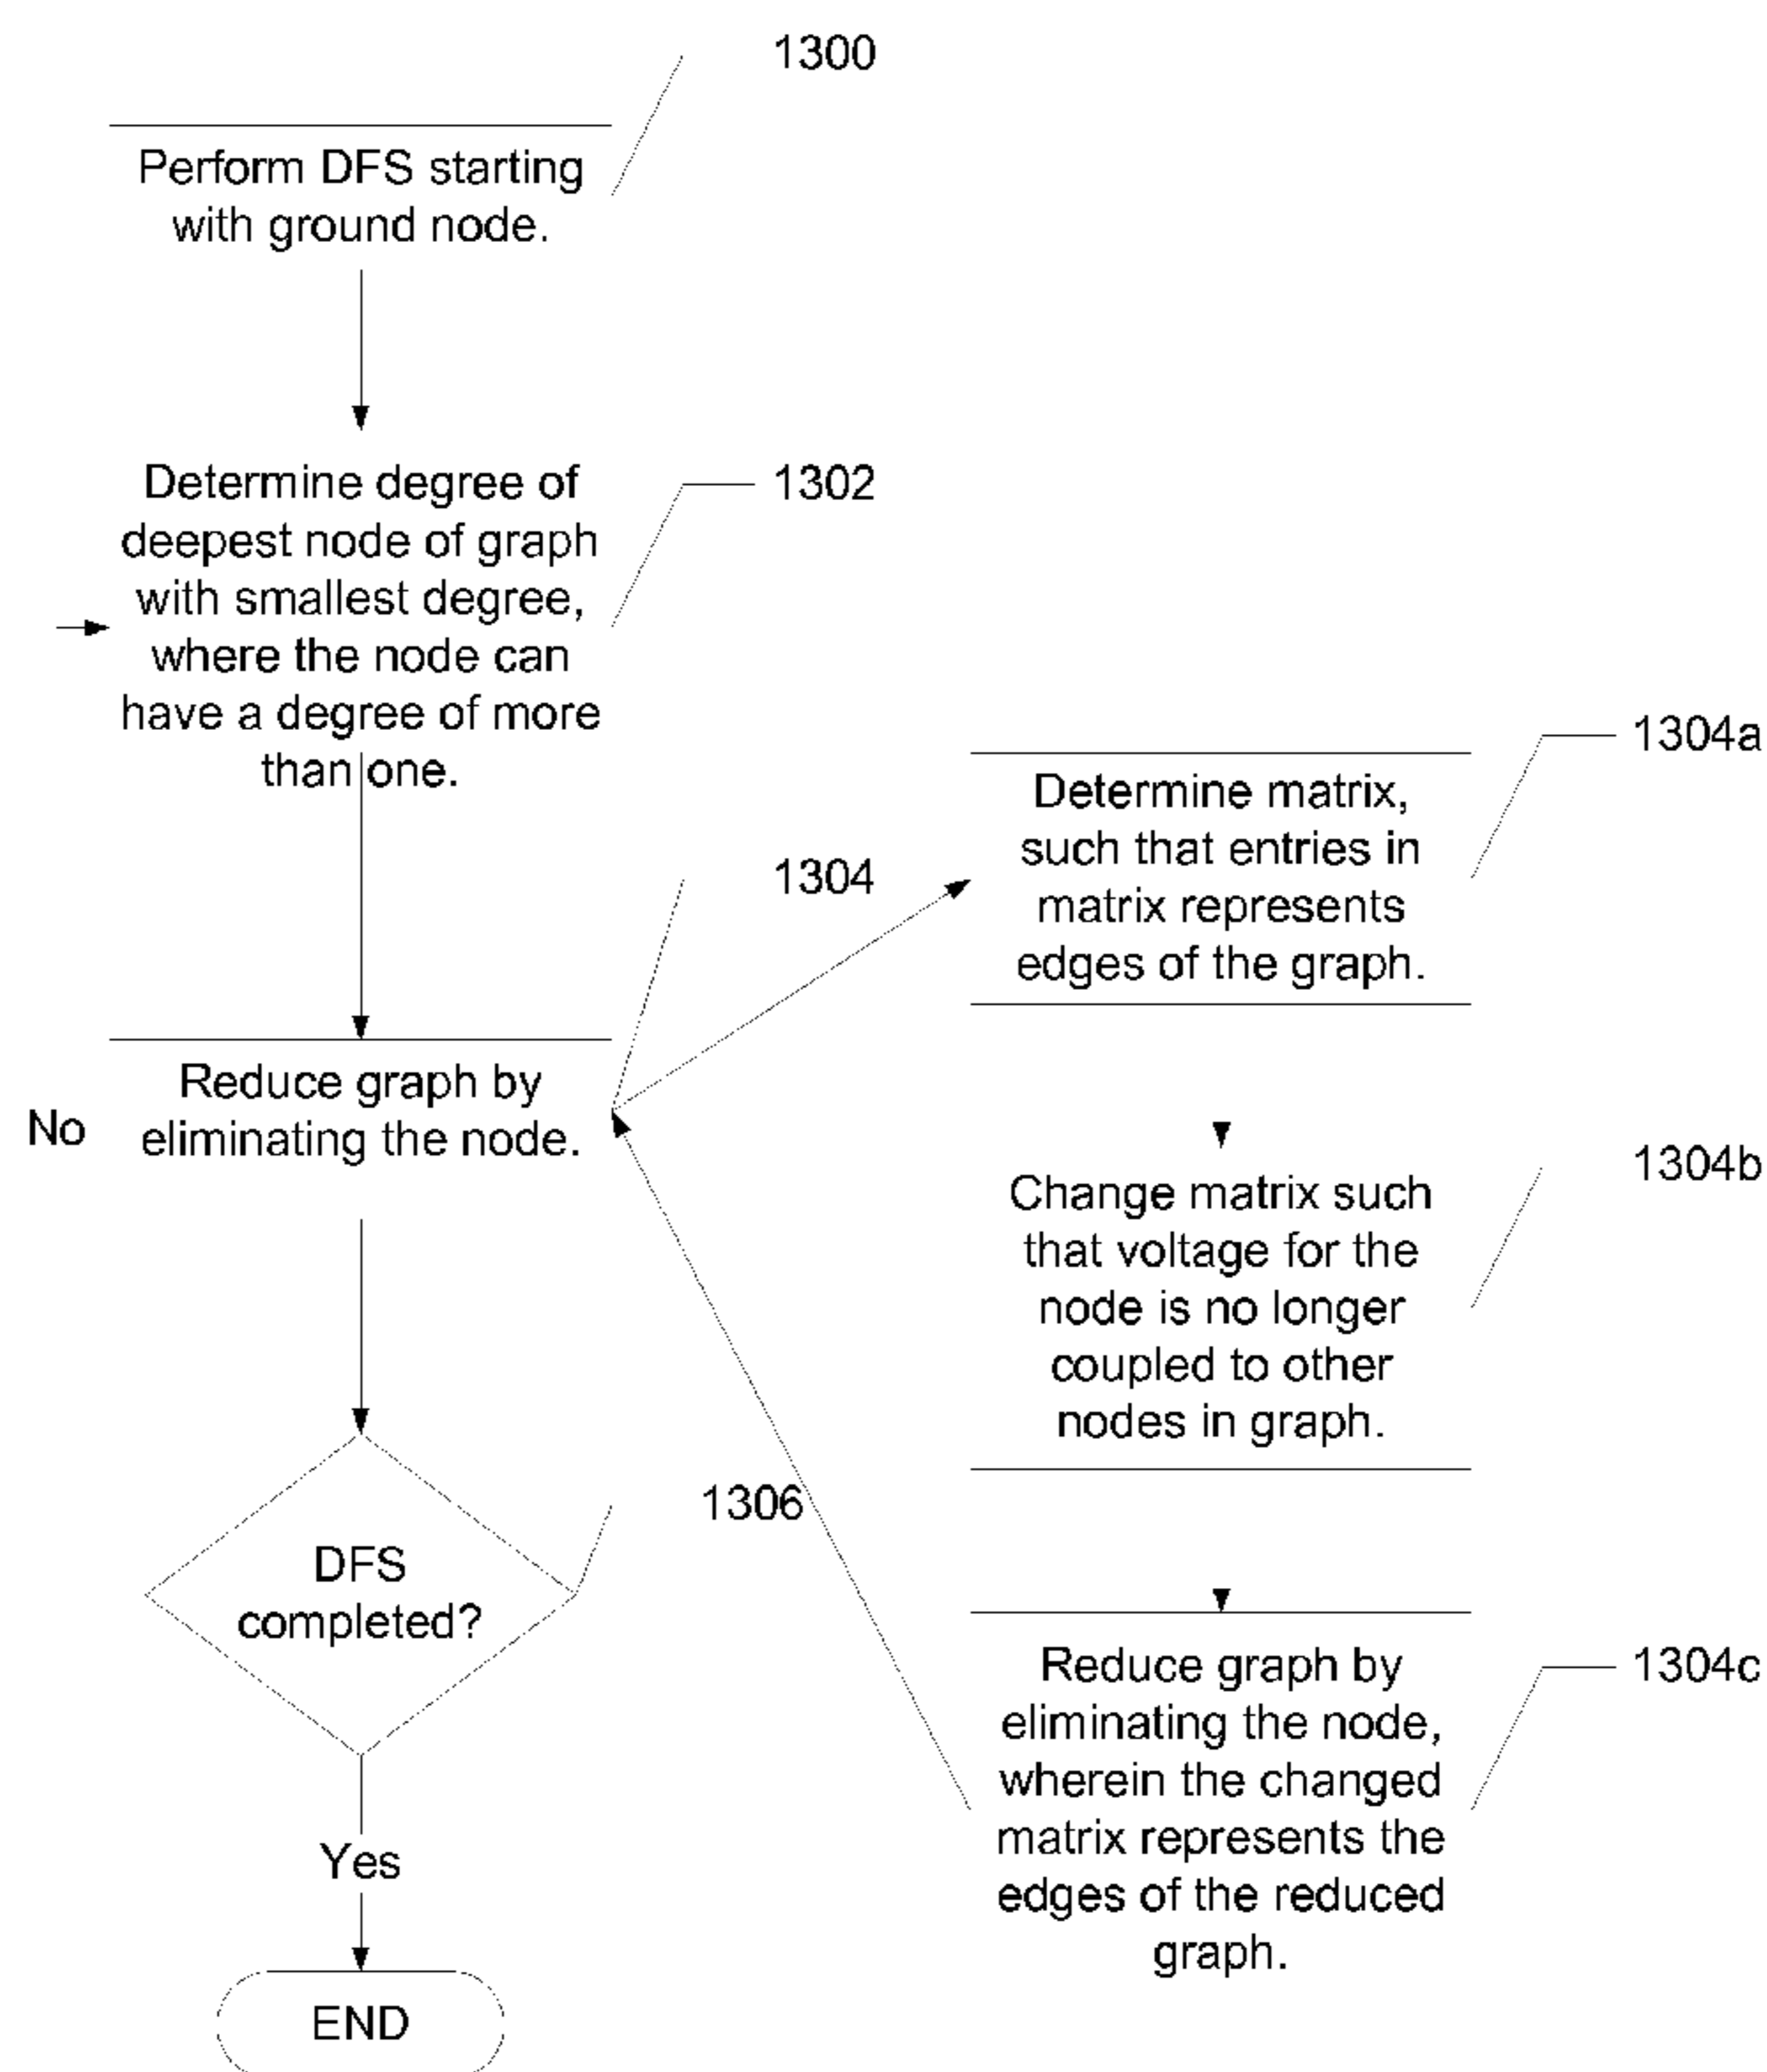 1300
Perform DFS starting
with ground node.
1302
Determine degree of
deepest node of graph
with smallest degree,
where the node can
have a degree of more
than one.
1304
Reduce graph by
eliminating the node.
No
1304a
Determine matrix,
such that entries in
matrix represents
edges of the graph.
1304b
Change matrix such
that voltage for the
node is no longer
coupled to other
nodes in graph.
1304c
Reduce graph by
eliminating the node,
wherein the changed
matrix represents the
edges of the reduced
graph.
1306
DFS
completed?
Yes
END